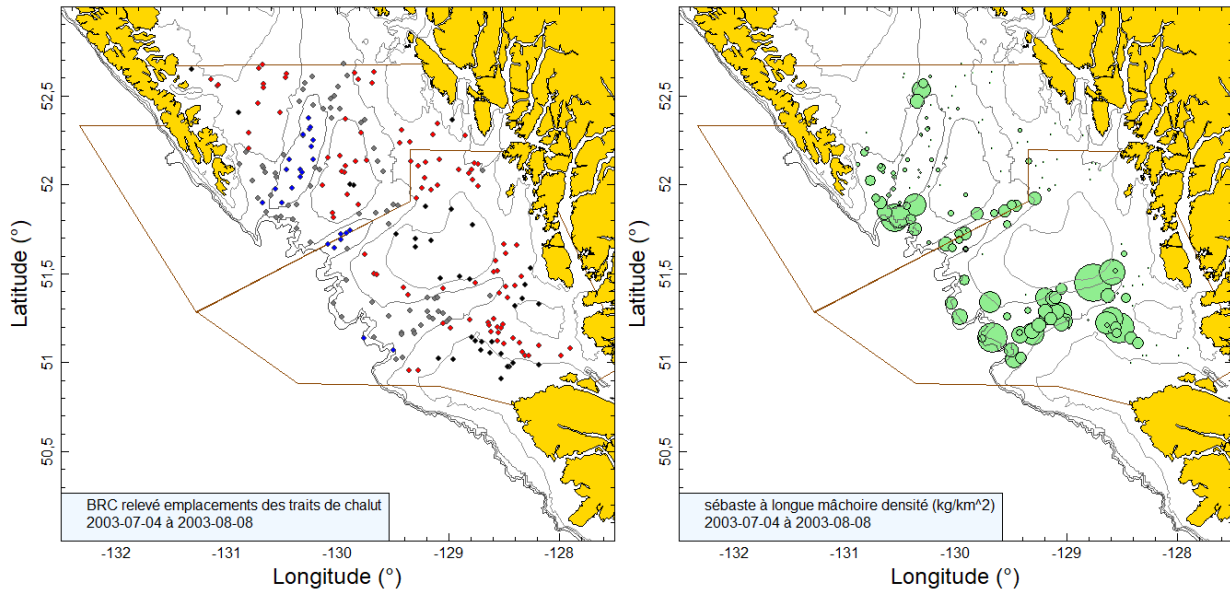 Latitude (°)
52,5
52
51,5
51
50,5
BRC relevé emplacements des traits de chalut
2003-07-04 à 2003-08-08
-132
-131
-130
-129
-128
Longitude (°)
Latitude (°)
52,5
52
51,5
51
50,5
sébaste à longue mâchoire densité (kg/km^2)
2003-07-04 à 2003-08-08
-132
-131
-130
-129
-128
Longitude (°)